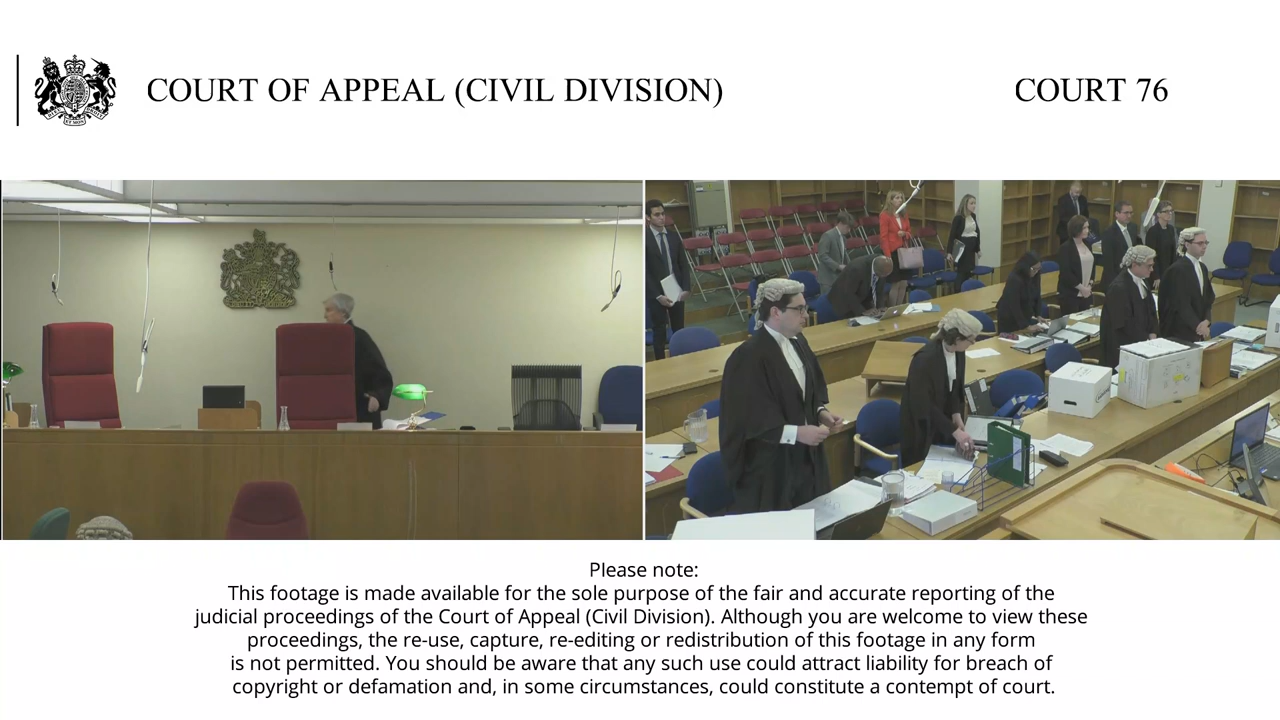 COURT OF APPEAL (CIVIL DIVISION)
COURT 76
Please note:
This footage is made available for the sole purpose of the fair and accurate reporting of the
judicial proceedings of the Court of Appeal (Civil Division). Although you are welcome to view these
proceedings, the re-use, capture, re-editing or redistribution of this footage in any form
is not permitted. You should be aware that any such use could attract liability for breach of
copyright or defamation and, in some circumstances, could constitute a contempt of court.